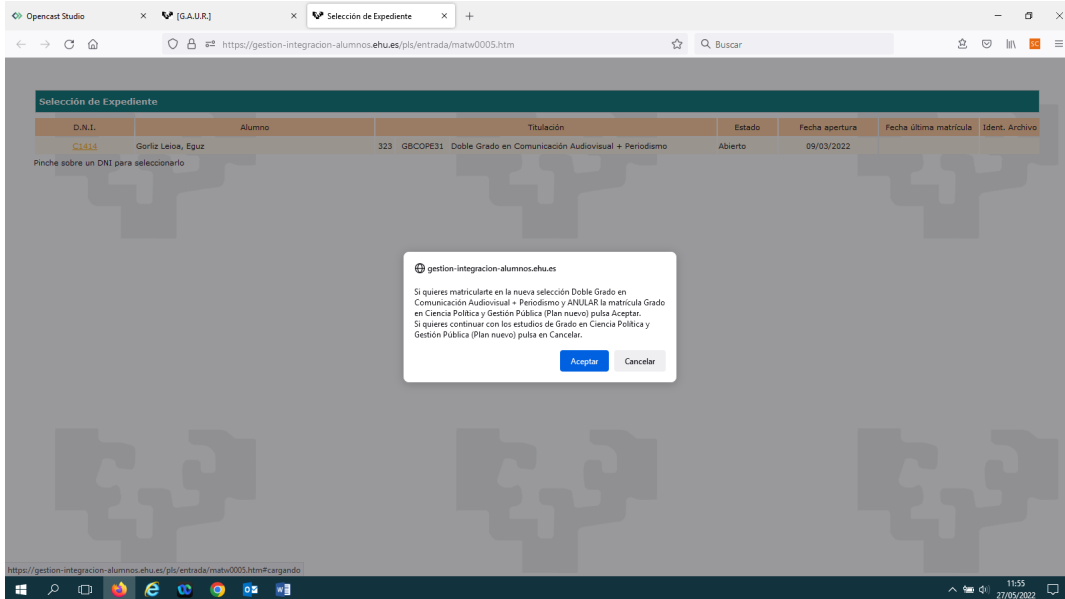 Opencast Studio
[G.A.U.R.]
Selección de Expediente
https://gestion-integracion-alumnos.ehu.es/pls/entrada/matw0005.htm
Buscar
SC
Selección de Expediente
D.N.I. Alumno Titulación Estado Fecha apertura Fecha última matrícula Ident. Archivo
C1414 Gorliz Leioa, Eguz 323 GBCOPE31 Doble Grado en Comunicación Audiovisual + Periodismo Abierto 09/03/2022
Pinche sobre un DNI para seleccionarlo
gestion-integracion-alumnos.ehu.es
Si quieres matricularte en la nueva selección Doble Grado en
Comunicación Audiovisual + Periodismo y ANULAR la matrícula Grado
en Ciencia Política y Gestión Pública (Plan nuevo) pulsa Aceptar.
Si quieres continuar con los estudios de Grado en Ciencia Política y
Gestión Pública (Plan nuevo) pulsa en Cancelar.
Aceptar Cancelar
https://gestion-integracion-alumnos.ehu.es/pls/entrada/matw0005.htm#cargando
11:55
27/05/2022